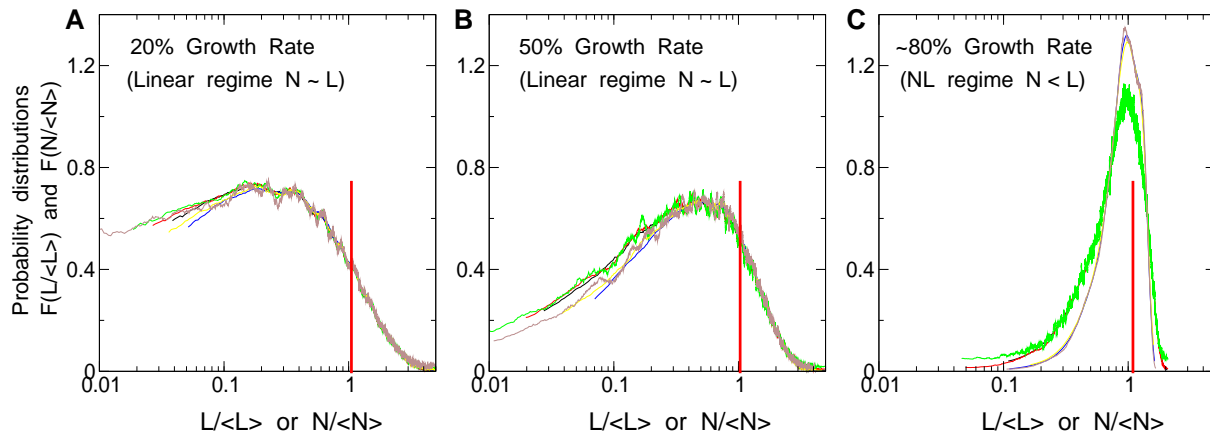 A
20% Growth Rate
(Linear regime N ~ L)
B
50% Growth Rate
(Linear regime N ~ L)
C
~80% Growth Rate
(NL regime N < L)
Probability distributions
F(L/<L>) and F(N/<N>)
1.2
0.8
0.4
0
0.01
0.1
1
L/<L> or N/<N>
1.2
0.8
0.4
0
0.01
0.1
1
L/<L> or N/<N>
1.2
0.8
0.4
0
0.01
0.1
1
L/<L> or N/<N>